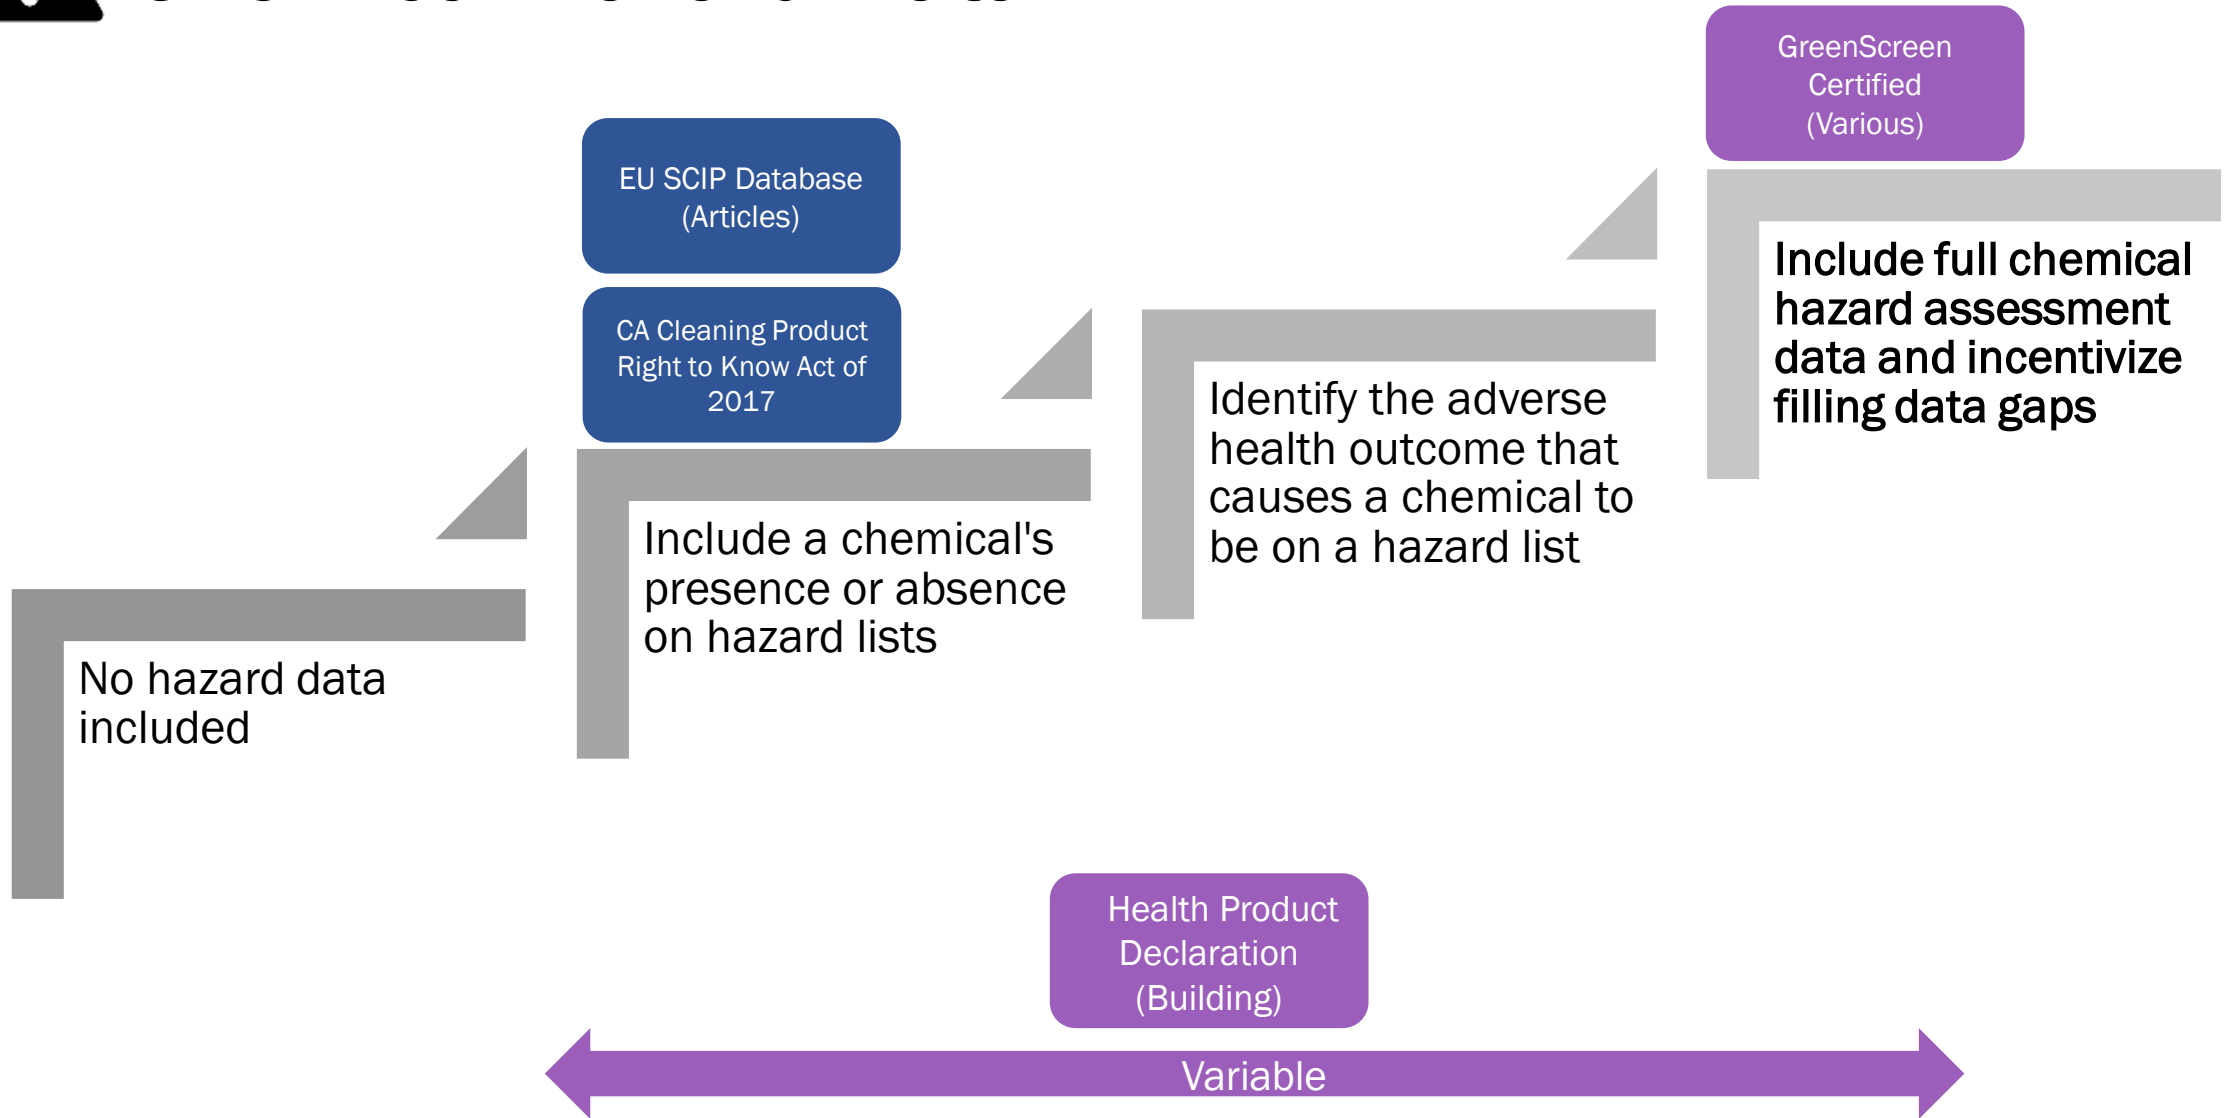 GreenScreen
Certified
(Various)
EU SCIP Database
(Articles)
CA Cleaning Product
Right to Know Act of
2017
Include full chemical
hazard assessment
data and incentivize
filling data gaps
Identify the adverse
health outcome that
causes a chemical to
be on a hazard list
Include a chemical's
presence or absence
on hazard lists
No hazard data
included
Health Product
Declaration
(Building)
Variable